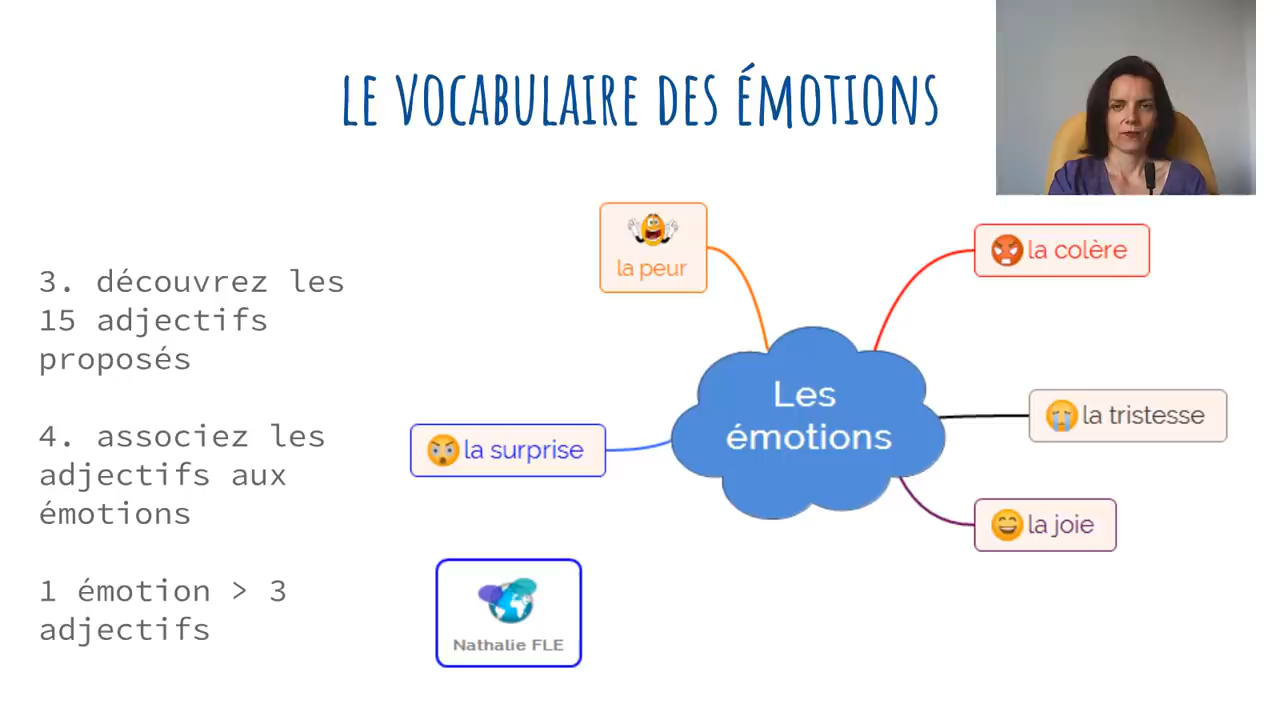 LE VOCABULAIRE DES ÉMOTIONS
3. découvrez les
15 adjectifs
proposés
4. associez les
adjectifs aux
émotions
1 émotion > 3
adjectifs
la peur
la colère
Les
émotions
la tristesse
la surprise
la joie
Nathalie FLE